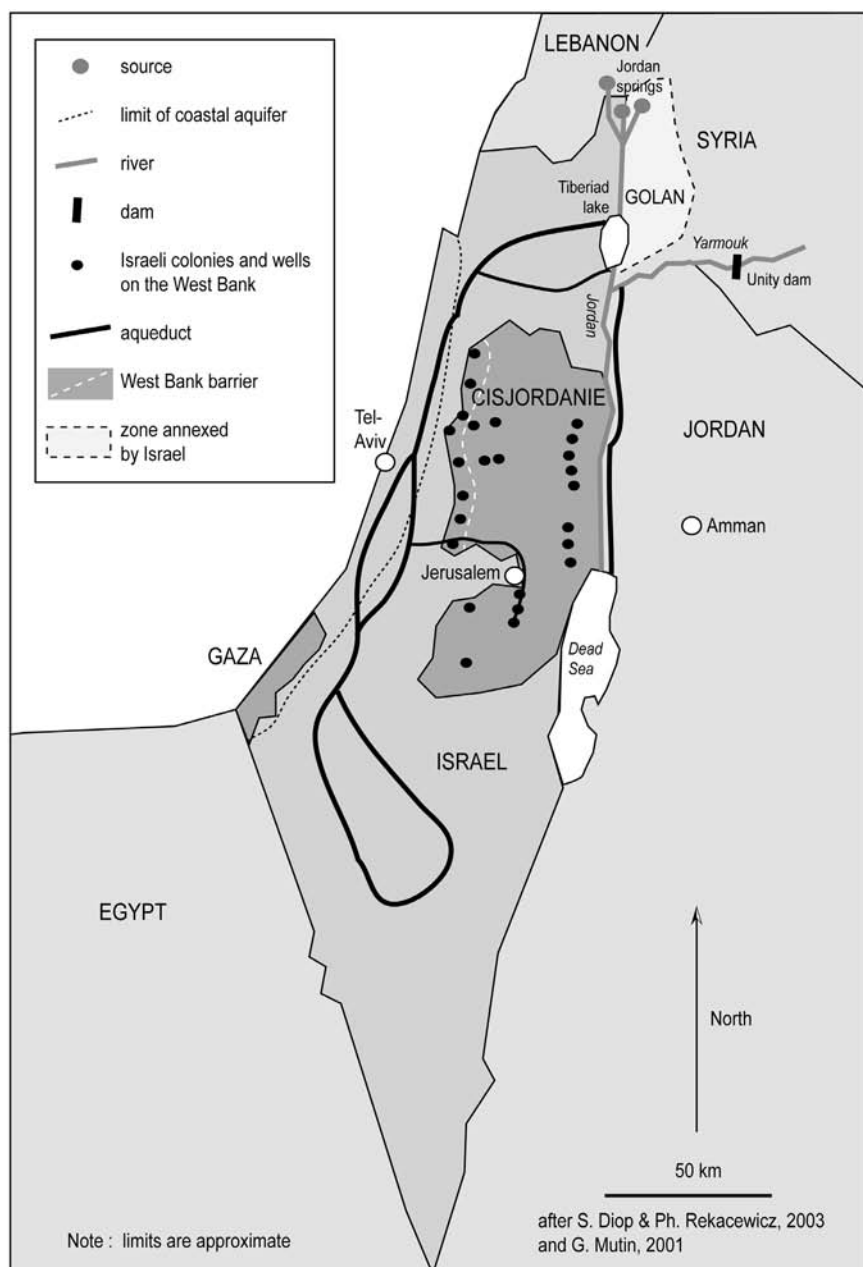 source
limit of coastal aquifer
river
dam
Israeli colonies and wells
on the West Bank
aqueduct
West Bank barrier
zone annexed
by Israel
LEBANON
Jordan
springs
SYRIA
Tiberiad
lake
GOLAN
Yarmouk
Unity dam
Jordan
CISJORDANIE
Tel-
Aviv
JORDAN
Amman
Jerusalem
GAZA
Dead
Sea
ISRAEL
EGYPT
North
50 km
after S. Diop & Ph. Rekacewicz, 2003
and G. Mutin, 2001
Note : limits are approximate